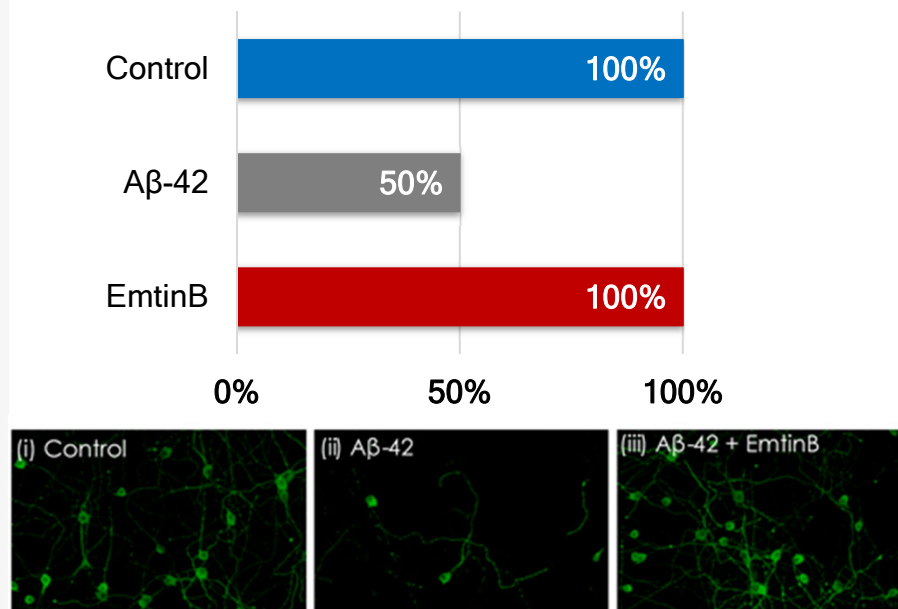 Control
100%
Aβ-42
50%
EmtinB
100%
0% 50% 100%
(i) Control
(ii) Aβ-42
(iii) Aβ-42 + EmtinB